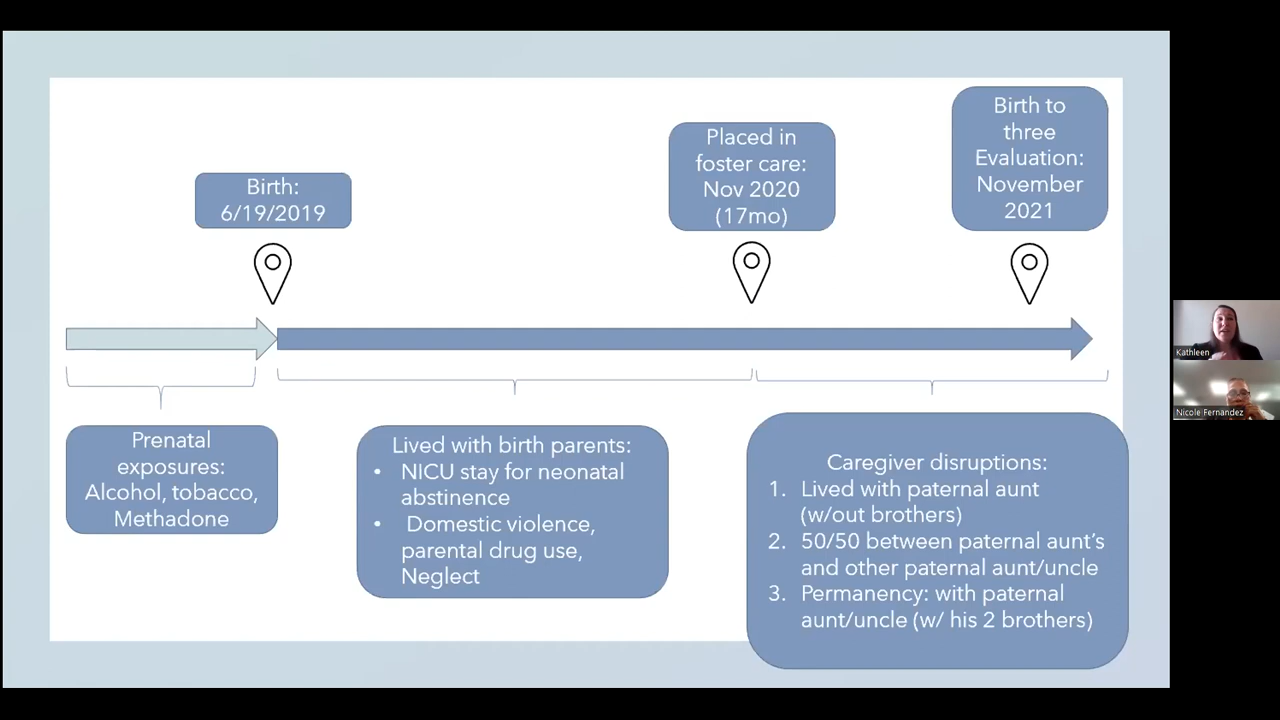 Birth:
6/19/2019
Placed in
foster care:
Nov 2020
(17mo)
Birth to
three
Evaluation:
November
2021
Prenatal
exposures:
Alcohol, tobacco,
Methadone
Lived with birth parents:
• NICU stay for neonatal
abstinence
• Domestic violence,
parental drug use,
Neglect
Caregiver disruptions:
1. Lived with paternal aunt
(w/out brothers)
2. 50/50 between paternal aunt's
and other paternal aunt/uncle
3. Permanency: with paternal
aunt/uncle (w/ his 2 brothers)
Kathleen
Nicole Fernandez